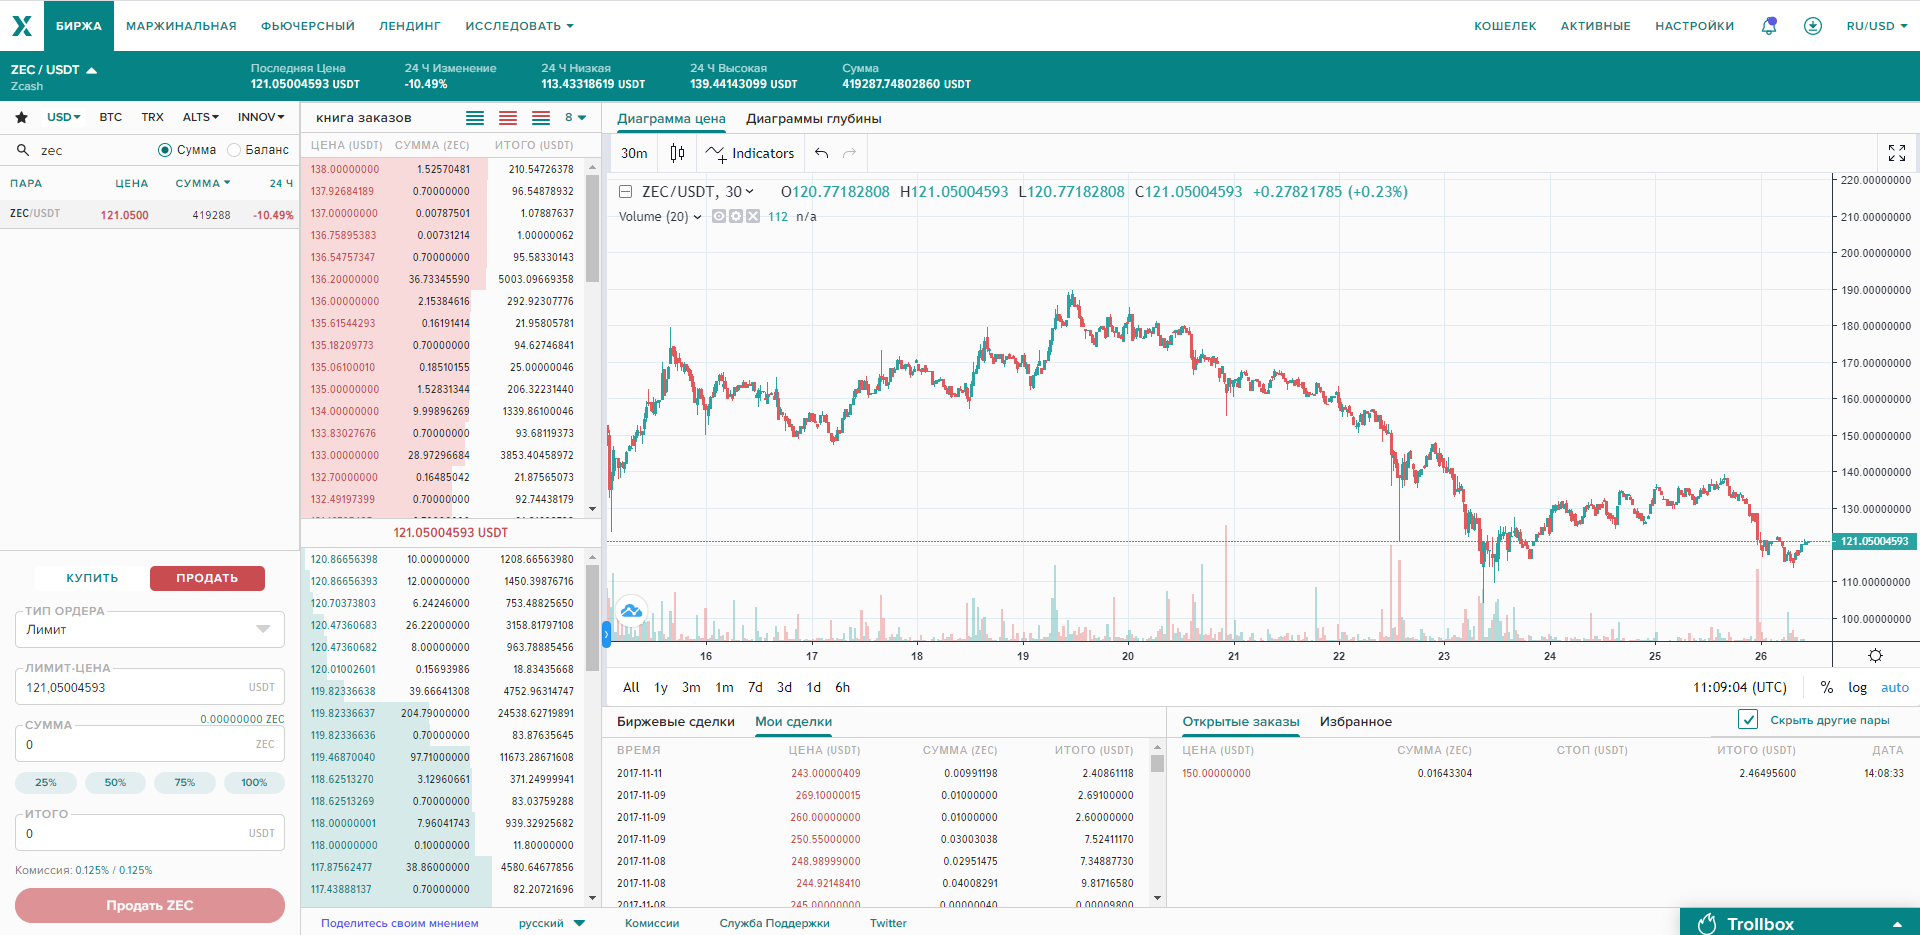 БИРЖА МАРЖИНАЛЬНАЯ ФЬЮЧЕРСНЫЙ ЛЕНДИНГ ИССЛЕДОВАТЬ КОШЕЛЕК АКТИВНЫЕ НАСТРОЙКИ RU/USD
ZEC / USDT
Zcash
Последняя Цена 24 Ч Изменение 24 Ч Низкая 24 Ч Высокая Сумма
121.05004593 USDT -10.49% 113.43318619 USDT 139.44143099 USDT 419287.74802860 USDT
USD BTC TRX ALTS INNOV
zec Сумма Баланс
ПАРА ЦЕНА СУММА 24 Ч
ZEC/USDT 121.0500 419288 -10.49%
КУПИТЬ ПРОДАТЬ
ТИП ОРДЕРА
Лимит
ЛИМИТ-ЦЕНА
121,05004593 USDT
0.00000000 ZEC
СУММА
0 ZEC
25% 50% 75% 100%
ИТОГО
0 USDT
Комиссия: 0.125% / 0.125%
Продать ZEC
книга заказов 8
ЦЕНА (USDT) СУММА (ZEC) ИТОГО (USDT)
138.00000000 1.52570481 210.54726378
137.92684189 0.70000000 96.54878932
137.00000000 0.00787501 1.07887637
136.75895383 0.00731214 1.00000062
136.54757347 0.70000000 95.58330143
136.20000000 36.73345590 5003.09669358
136.00000000 2.15384616 292.92307776
135.61544293 0.16191414 21.95805781
135.18209773 0.70000000 94.62746841
135.06100010 0.18510155 25.00000046
135.00000000 1.52831344 206.32231440
134.00000000 9.99896269 1339.86100046
133.83027676 0.70000000 93.68119373
133.00000000 28.97296684 3853.40458972
132.70000000 0.16485042 21.87565073
132.49197399 0.70000000 92.74438179
121.05004593 USDT
120.86656398 10.00000000 1208.66563980
120.86656393 12.00000000 1450.39876716
120.70373803 6.24246000 753.48825650
120.47360683 26.22000000 3158.81797108
120.47360682 8.00000000 963.78885456
120.01002601 0.15693986 18.83435668
119.82336638 39.66641308 4752.96314747
119.82336637 204.79000000 24538.62719891
119.82336636 0.70000000 83.87635645
119.46870040 97.71000000 11673.28671608
118.62513270 3.12960661 371.24999941
118.62513269 0.70000000 83.03759288
118.00000001 7.96041743 939.32925682
118.00000000 0.10000000 11.80000000
117.87562477 38.86000000 4580.64677856
117.43888137 0.70000000 82.20721696
Диаграмма цена Диаграммы глубины
30m Indicators
ZEC/USDT, 30 O120.77182808 H121.05004593 L120.77182808 C121.05004593 +0.27821785 (+0.23%)
Volume (20) 112 n/a
220.00000000
210.00000000
200.00000000
190.00000000
180.00000000
170.00000000
160.00000000
150.00000000
140.00000000
130.00000000
121.05004593
110.00000000
100.00000000
16 17 18 19 20 21 22 23 24 25 26
All 1y 3m 1m 7d 3d 1d 6h 11:09:04 (UTC) % log auto
Биржевые сделки Мои сделки
ВРЕМЯ ЦЕНА (USDT) СУММА (ZEC) ИТОГО (USDT)
2017-11-11 243.00000409 0.00991198 2.40861118
2017-11-09 269.10000015 0.01000000 2.69100000
2017-11-09 260.00000000 0.01000000 2.60000000
2017-11-09 250.55000000 0.03003038 7.52411170
2017-11-08 248.98999000 0.02951475 7.34887730
2017-11-08 244.92148410 0.04008291 9.81716580
245.00000000 0.00000040 0.00009800
Открытые заказы Избранное Скрыть другие пары
ЦЕНА (USDT) СУММА (ZEC) СТОП (USDT) ИТОГО (USDT) ДАТА
150.00000000 0.01643304 2.46495600 14:08:33
Поделитесь своим мнением русский Комиссии Служба Поддержки Twitter
Trollbox